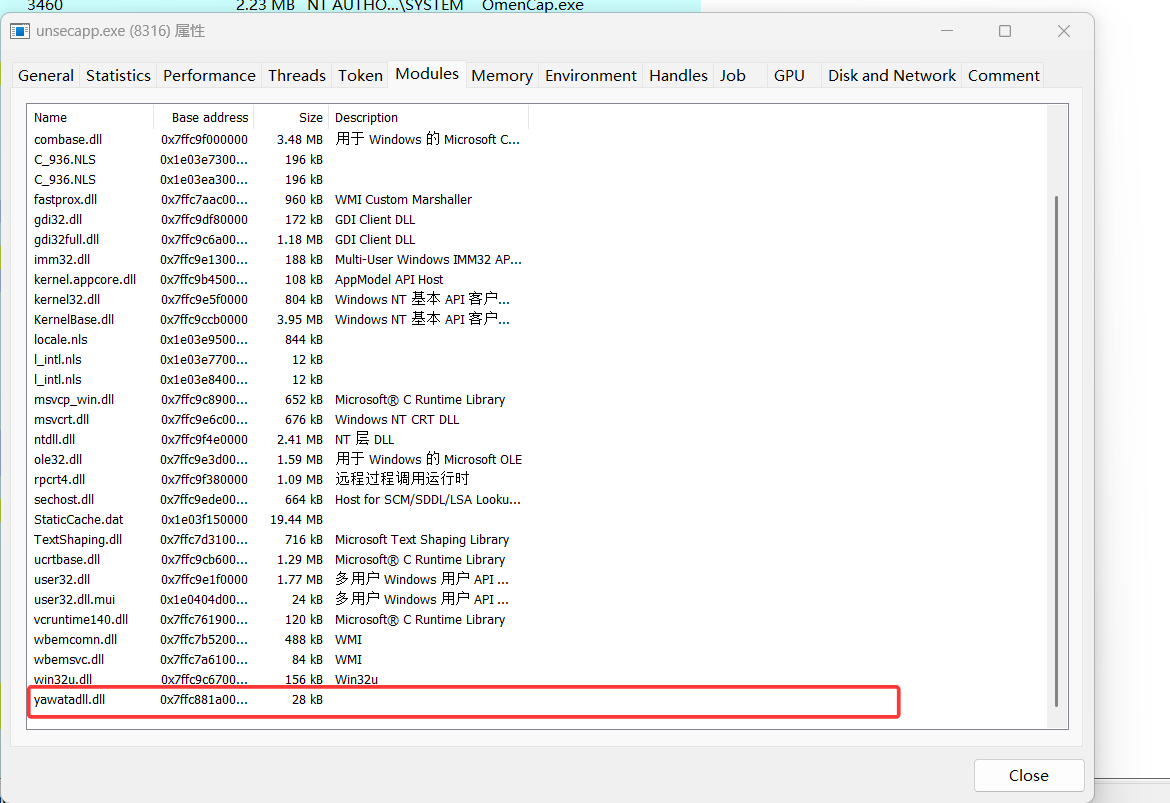 3460 2.23 MB NT AUTHO...\SYSTEM OmenCap.exe
unsecapp.exe (8316) 属性
General Statistics Performance Threads Token Modules Memory Environment Handles Job GPU Disk and Network Comment
Name Base address Size Description
combase.dll 0x7ffc9f000000 3.48 MB 用于 Windows 的 Microsoft C...
C_936.NLS 0x1e03e7300... 196 kB
C_936.NLS 0x1e03ea300... 196 kB
fastprox.dll 0x7ffc7aac00... 960 kB WMI Custom Marshaller
gdi32.dll 0x7ffc9df80000 172 kB GDI Client DLL
gdi32full.dll 0x7ffc9c6a00... 1.18 MB GDI Client DLL
imm32.dll 0x7ffc9e1300... 188 kB Multi-User Windows IMM32 AP...
kernel.appcore.dll 0x7ffc9b4500... 108 kB AppModel API Host
kernel32.dll 0x7ffc9e5f0000 804 kB Windows NT 基本 API 客户...
KernelBase.dll 0x7ffc9ccb0000 3.95 MB Windows NT 基本 API 客户...
locale.nls 0x1e03e9500... 844 kB
l_intl.nls 0x1e03e7700... 12 kB
l_intl.nls 0x1e03e8400... 12 kB
msvcp_win.dll 0x7ffc9c8900... 652 kB Microsoft® C Runtime Library
msvcrt.dll 0x7ffc9e6c00... 676 kB Windows NT CRT DLL
ntdll.dll 0x7ffc9f4e0000 2.41 MB NT 层 DLL
ole32.dll 0x7ffc9e3d00... 1.59 MB 用于 Windows 的 Microsoft OLE
rpcrt4.dll 0x7ffc9f380000 1.09 MB 远程过程调用运行时
sechost.dll 0x7ffc9ede00... 664 kB Host for SCM/SDDL/LSA Looku...
StaticCache.dat 0x1e03f150000 19.44 MB
TextShaping.dll 0x7ffc7d3100... 716 kB Microsoft Text Shaping Library
ucrtbase.dll 0x7ffc9cb600... 1.29 MB Microsoft® C Runtime Library
user32.dll 0x7ffc9e1f0000 1.77 MB 多用户 Windows 用户 API ...
user32.dll.mui 0x1e0404d00... 24 kB 多用户 Windows 用户 API ...
vcruntime140.dll 0x7ffc761900... 120 kB Microsoft® C Runtime Library
wbemcomn.dll 0x7ffc7b5200... 488 kB WMI
wbemsvc.dll 0x7ffc7a6100... 84 kB WMI
win32u.dll 0x7ffc9c6700... 156 kB Win32u
yawatadll.dll 0x7ffc881a00... 28 kB
Close